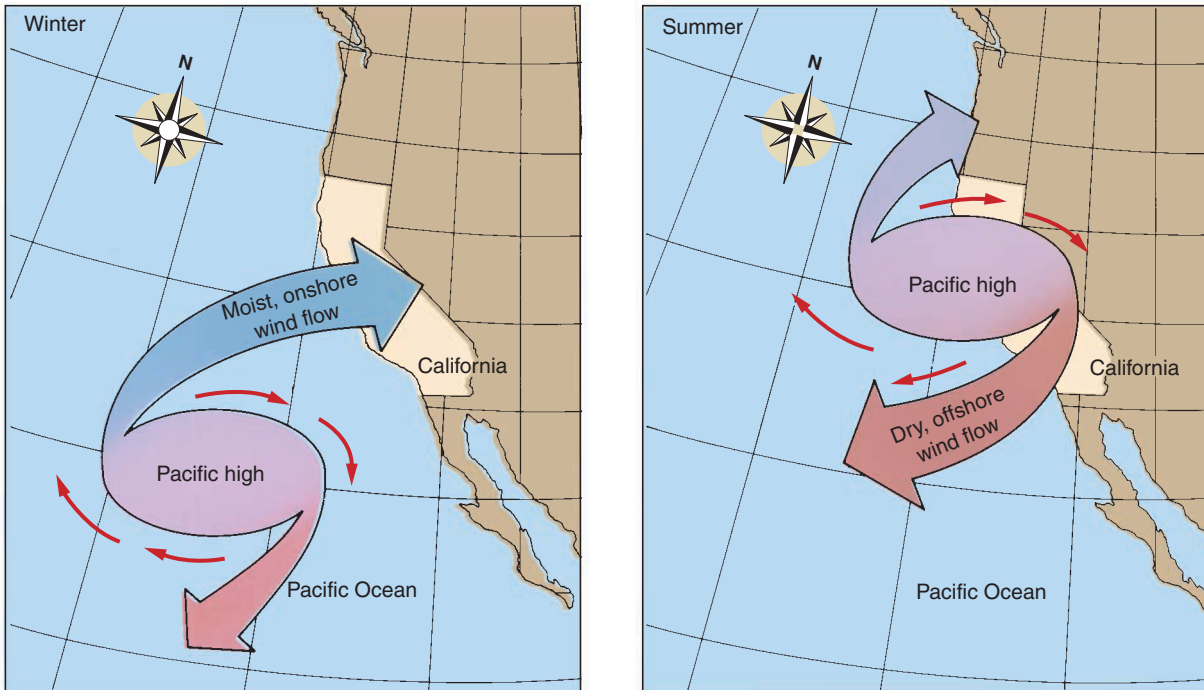 Winter
N
Moist, onshore
wind flow
California
Pacific high
Pacific Ocean
Summer
N
Pacific high
California
Dry, offshore
wind flow
Pacific Ocean